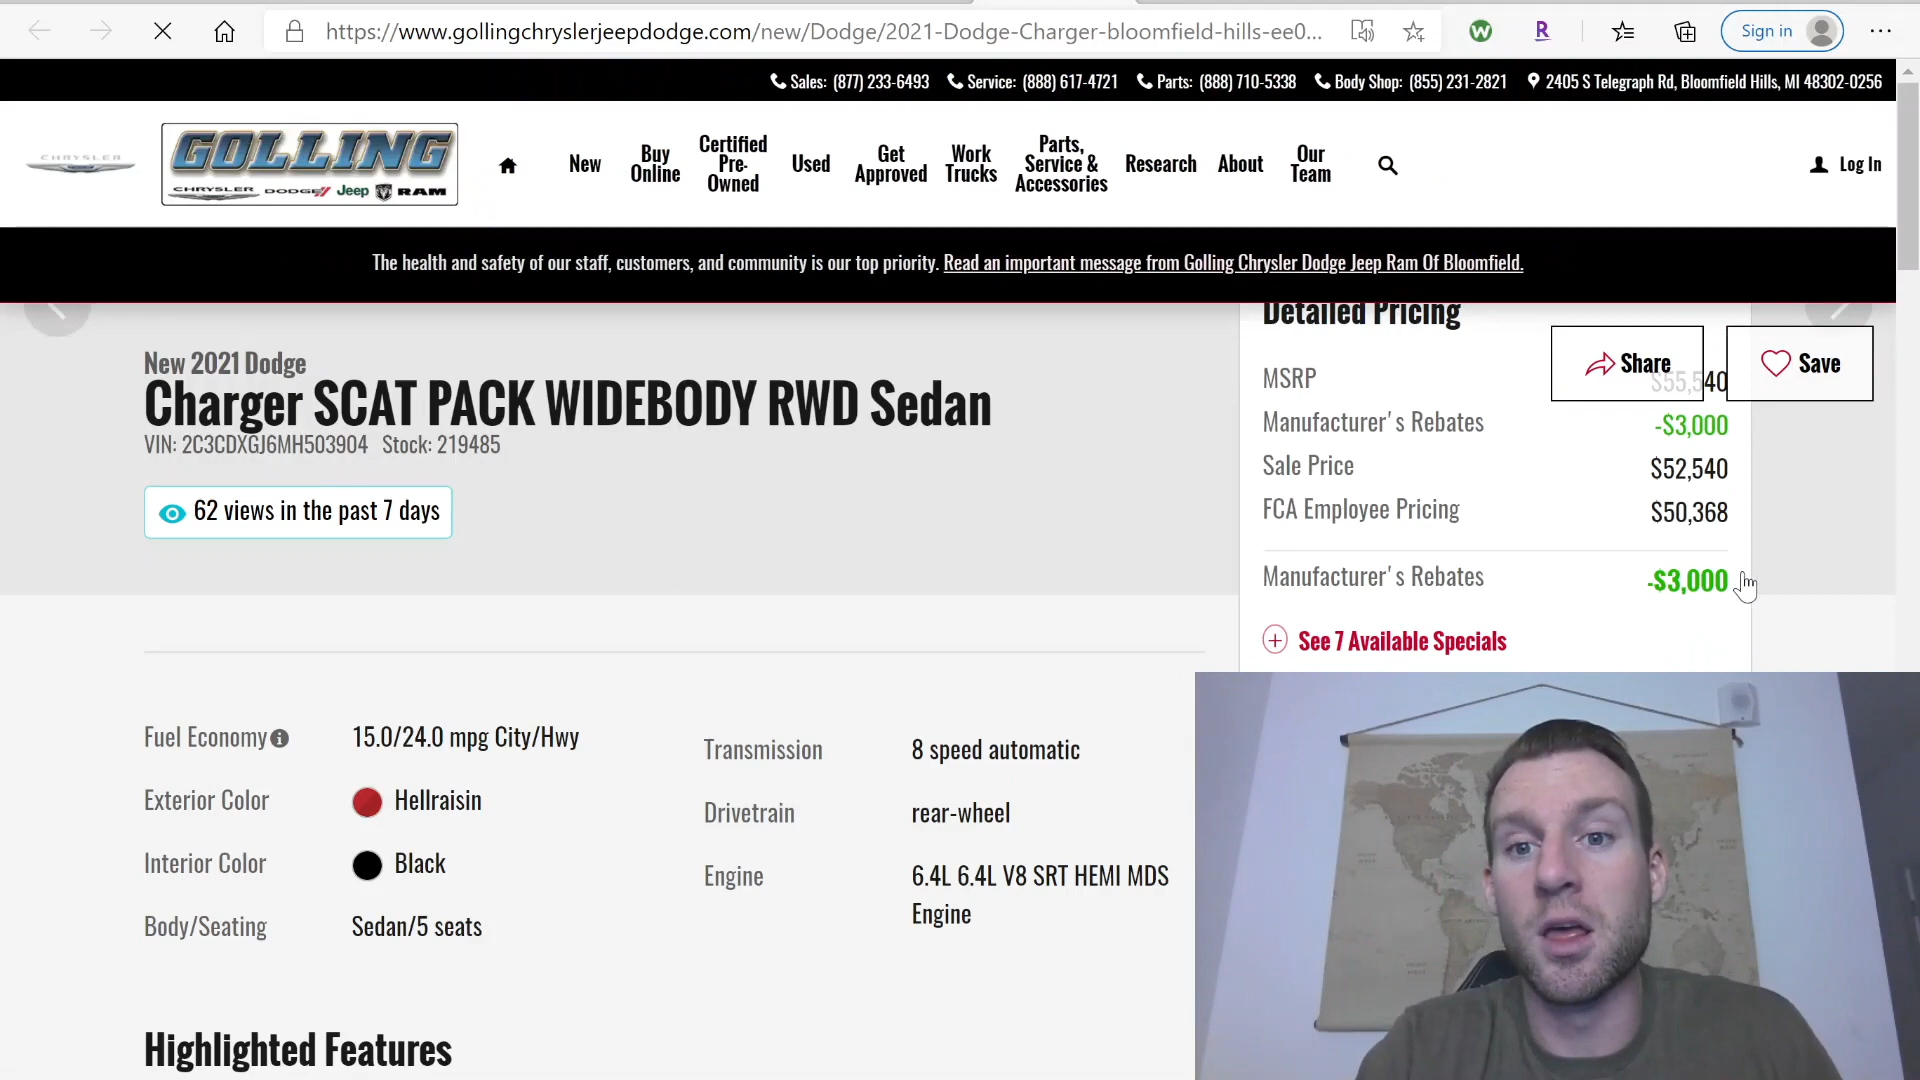 https://www.gollingchryslerjeepdodge.com/new/Dodge/2021-Dodge-Charger-bloomfield-hills-ee0...
Sign in
Sales: (877) 233-6493 Service: (888) 617-4721 Parts: (888) 710-5338 Body Shop: (855) 231-2821 2405 S Telegraph Rd, Bloomfield Hills, MI 48302-0256
CHRYSLER
GOLLING
CHRYSLER DODGE Jeep RAM
New
Buy Online
Certified Pre-Owned
Used
Get Approved
Work Trucks
Parts, Service & Accessories
Research
About
Our Team
Log In
The health and safety of our staff, customers, and community is our top priority. Read an important message from Golling Chrysler Dodge Jeep Ram Of Bloomfield.
New 2021 Dodge
Charger SCAT PACK WIDEBODY RWD Sedan
VIN: 2C3CDXGJ6MH503904 Stock: 219485
62 views in the past 7 days
Detailed Pricing
Share
Save
MSRP $55,540
Manufacturer's Rebates -$3,000
Sale Price $52,540
FCA Employee Pricing $50,368
Manufacturer's Rebates -$3,000
See 7 Available Specials
Fuel Economy 15.0/24.0 mpg City/Hwy
Exterior Color Hellraisin
Interior Color Black
Body/Seating Sedan/5 seats
Transmission 8 speed automatic
Drivetrain rear-wheel
Engine 6.4L 6.4L V8 SRT HEMI MDS
Engine
Highlighted Features